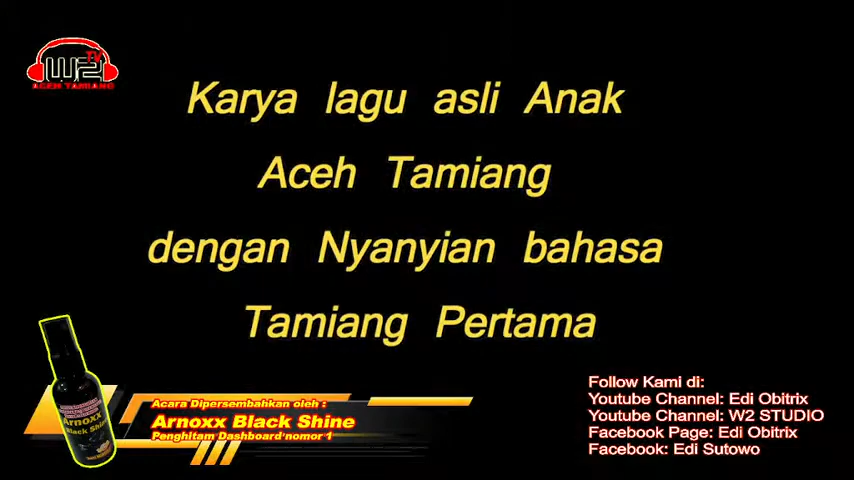 W2
TV
ACEH TAMIANG
Karya lagu asli Anak
Aceh Tamiang
dengan Nyanyian bahasa
Tamiang Pertama
Arnoxx
Black Shine
Acara Dipersembahkan oleh :
Arnoxx Black Shine
Penghitam Dashboard nomor 1
Follow Kami di:
Youtube Channel: Edi Obitrix
Youtube Channel: W2 STUDIO
Facebook Page: Edi Obitrix
Facebook: Edi Sutowo